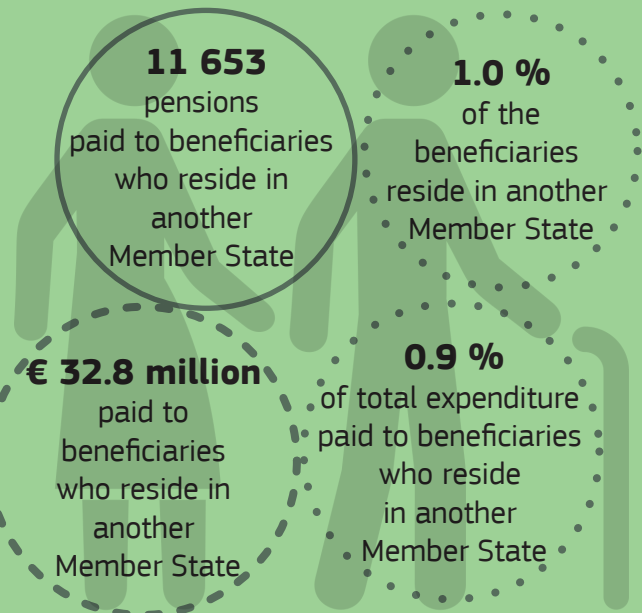 11 653
pensions
paid to beneficiaries
who reside in
another
Member State
1.0 %
of the
beneficiaries
reside in another
Member State
€ 32.8 million
paid to
beneficiaries
who reside in
another
Member State
0.9 %
of total expenditure
paid to beneficiaries
who reside
in another
Member State